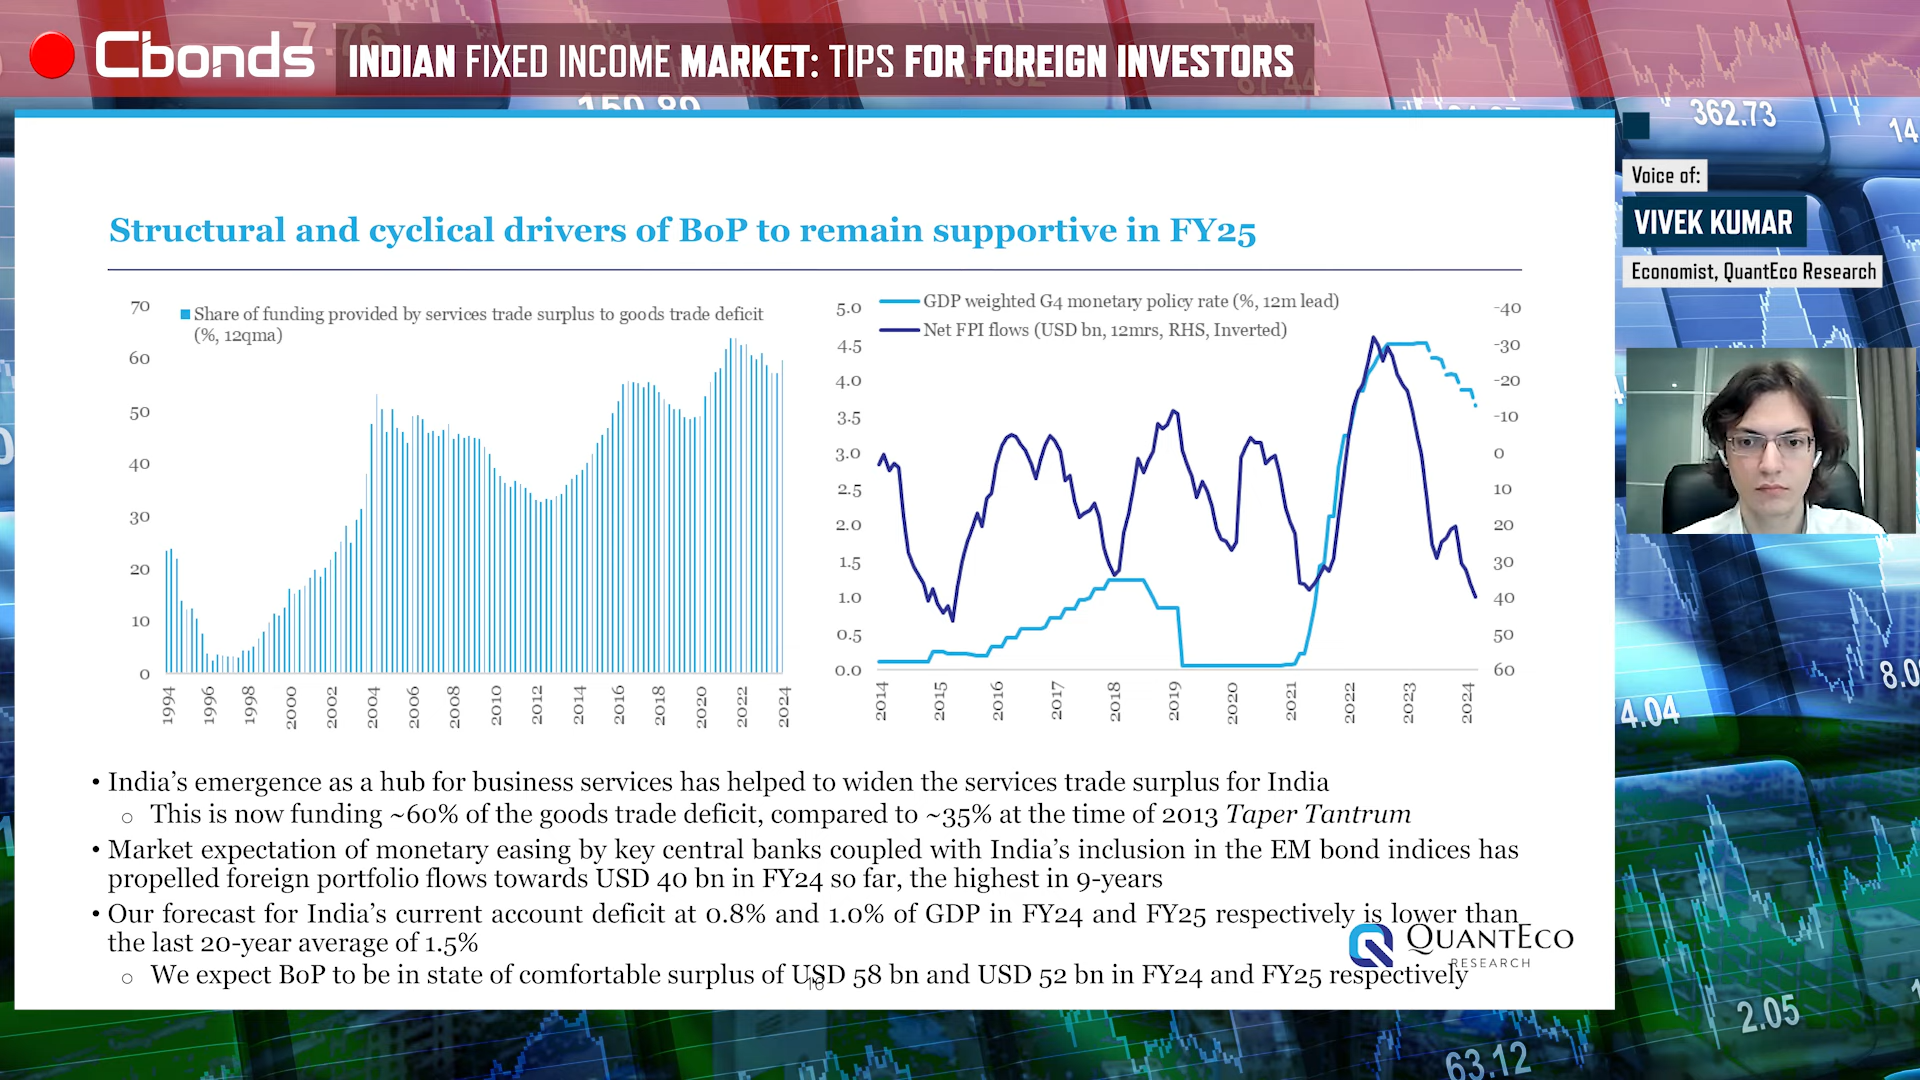 7.76
Cbonds
INDIAN FIXED INCOME MARKET: TIPS FOR FOREIGN INVESTORS
362.73
14
Voice of:
VIVEK KUMAR
Economist, QuantEco Research
Structural and cyclical drivers of BoP to remain supportive in FY25
Share of funding provided by services trade surplus to goods trade deficit
(%, 12qma)
70
60
50
40
30
20
10
0
1994 1996 1998 2000 2002 2004 2006 2008 2010 2012 2014 2016 2018 2020 2022 2024
GDP weighted G4 monetary policy rate (%, 12m lead)
Net FPI flows (USD bn, 12mrs, RHS, Inverted)
5.0
4.5
4.0
3.5
3.0
2.5
2.0
1.5
1.0
0.5
0.0
-40
-30
-20
-10
0
10
20
30
40
50
60
2014 2015 2016 2017 2018 2019 2020 2021 2022 2023 2024
• India's emergence as a hub for business services has helped to widen the services trade surplus for India
○ This is now funding ~60% of the goods trade deficit, compared to ~35% at the time of 2013 Taper Tantrum
• Market expectation of monetary easing by key central banks coupled with India's inclusion in the EM bond indices has
propelled foreign portfolio flows towards USD 40 bn in FY24 so far, the highest in 9-years
• Our forecast for India's current account deficit at 0.8% and 1.0% of GDP in FY24 and FY25 respectively is lower than
the last 20-year average of 1.5%
○ We expect BoP to be in state of comfortable surplus of USD 58 bn and USD 52 bn in FY24 and FY25 respectively
16
QUANTECO
RESEARCH
4.04
8.0
2.05
63.12